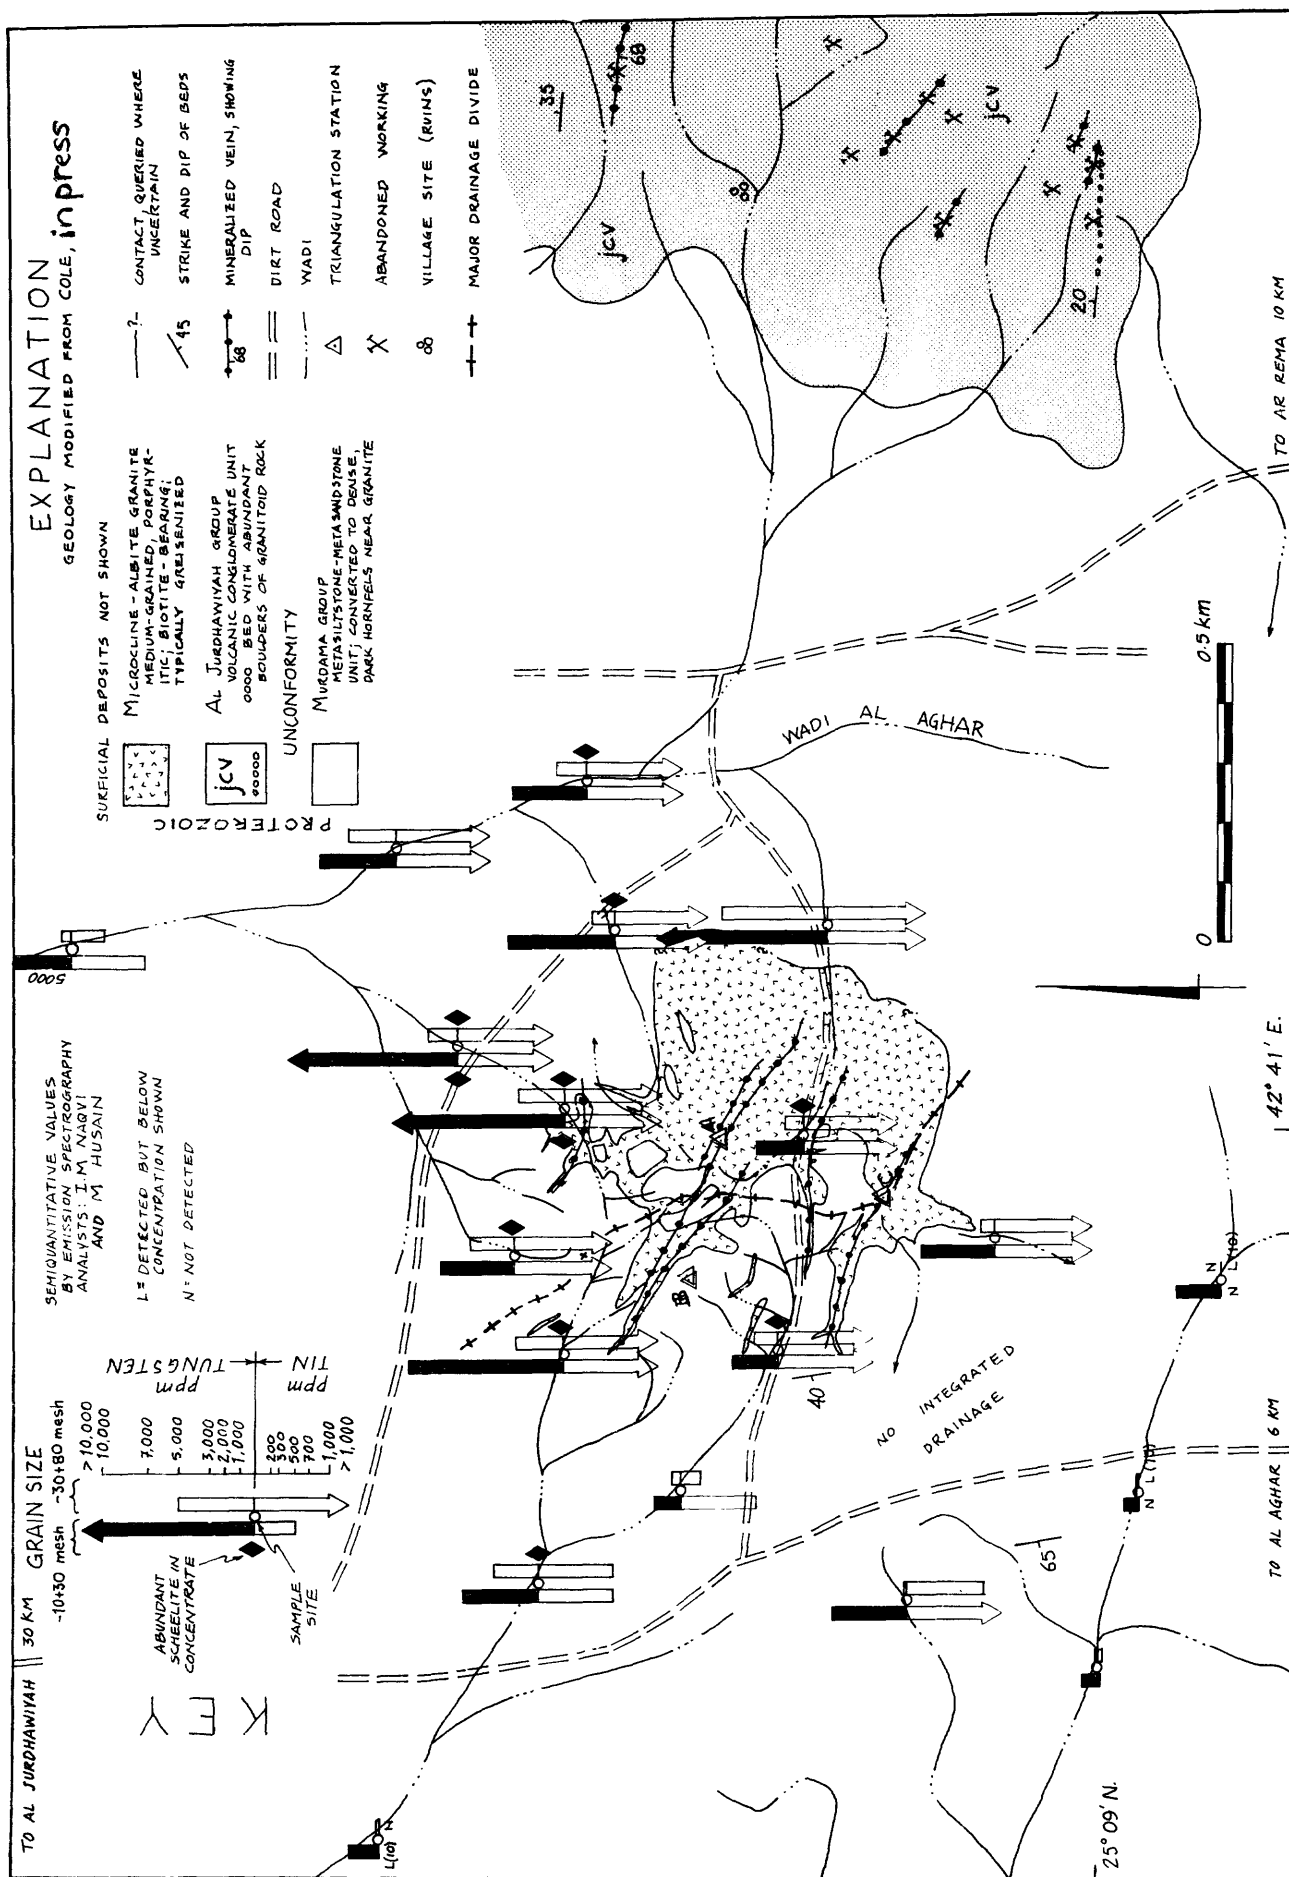 EXPLANATION
GEOLOGY MODIFIED FROM COLE, in press
SURFICIAL DEPOSITS NOT SHOWN
MICROCLINE-ALBITE GRANITE
MEDIUM-GRAINED, PORPHYR-
ITIC; BIOTITE-BEARING;
TYPICALLY GREISENIZED
jcv
AL JURDHAWIYAH GROUP
VOLCANIC CONGLOMERATE UNIT
0000 BED WITH ABUNDANT
BOULDERS OF GRANITOID ROCK
UNCONFORMITY
MURDAMA GROUP
METASILTSTONE-METASANDSTONE
UNIT; CONVERTED TO DENSE,
DARK HORNFELS NEAR GRANITE
PROTEROZOIC
-?- CONTACT, QUERIED WHERE
UNCERTAIN
45 STRIKE AND DIP OF BEDS
68 MINERALIZED VEIN, SHOWING
DIP
DIRT ROAD
WADI
TRIANGULATION STATION
ABANDONED WORKING
VILLAGE SITE (RUINS)
MAJOR DRAINAGE DIVIDE
TO AL JURDHAWIYAH 30 KM
KEY
GRAIN SIZE
-10+30 mesh -30+80 mesh
>10,000
10,000
7,000
5,000
3,000
2,000
1,000
200
300
500
700
1,000
>1,000
PPM
TUNGSTEN
PPM
TIN
ABUNDANT
SCHEELITE IN
CONCENTRATE
SAMPLE
SITE
SEMIQUANTITATIVE VALUES
BY EMISSION SPECTROGRAPHY
ANALYSTS: I.M. NAQVI
AND M HUSAIN
L = DETECTED BUT BELOW
CONCENTRATION SHOWN
N = NOT DETECTED
5000
35
68
jcv
jcv
20
WADI AL AGHAR
A
B
C
40
65
NO INTEGRATED
DRAINAGE
L(10) N
N L(10)
N
N
L(10)
N
0 0.5 km
TO AR REMA 10 KM
TO AL AGHAR 6 KM
25° 09' N.
42° 41' E.